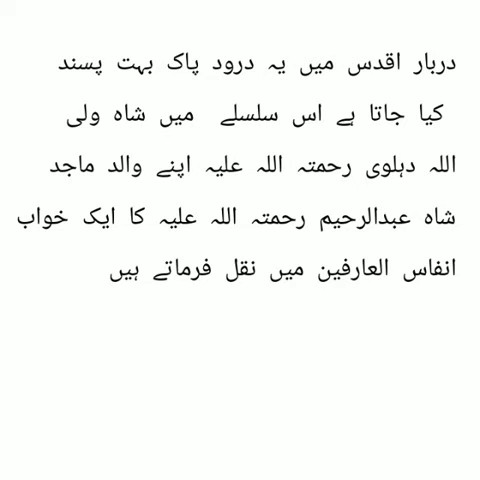 دربار اقدس میں یہ درود پاک بہت پسند
کیا جاتا ہے اس سلسلے میں شاہ ولی
اللہ دہلوی رحمتہ اللہ علیہ اپنے والد ماجد
شاہ عبدالرحیم رحمتہ اللہ علیہ کا ایک خواب
انفاس العارفین میں نقل فرماتے ہیں